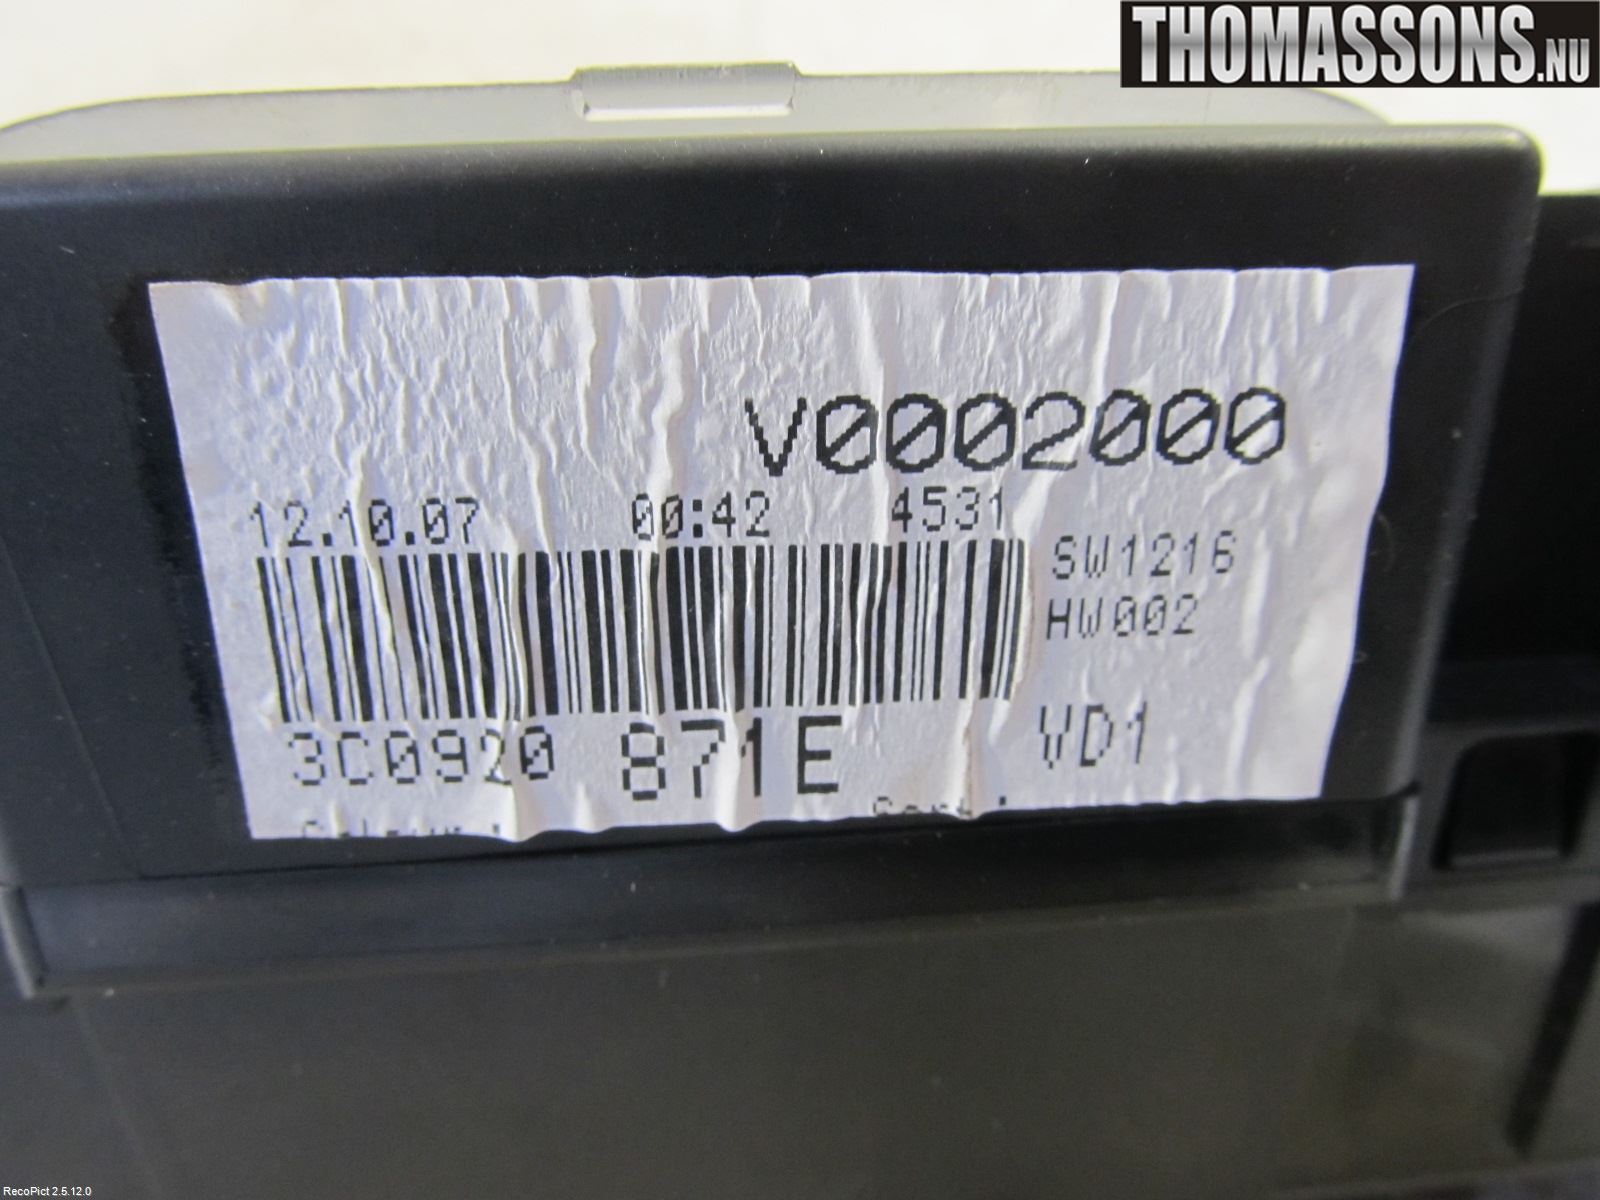 THOMASSONS.NU
V0002000
12.10.07 00:42 4531
SW1216
HW002
3C0920 871E VD1
RecoPict 2.5.12.0